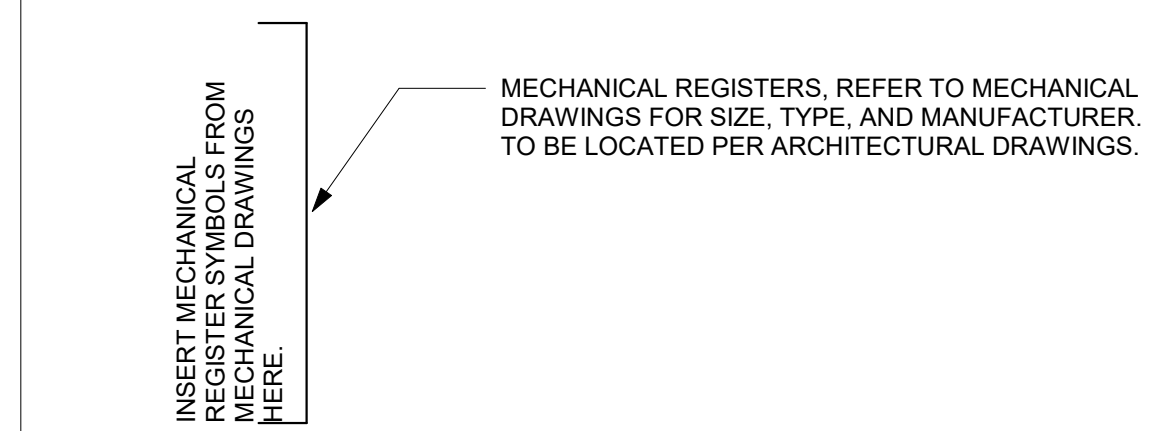 INSERT MECHANICAL
REGISTER SYMBOLS FROM
MECHANICAL DRAWINGS
HERE.
MECHANICAL REGISTERS, REFER TO MECHANICAL
DRAWINGS FOR SIZE, TYPE, AND MANUFACTURER.
TO BE LOCATED PER ARCHITECTURAL DRAWINGS.